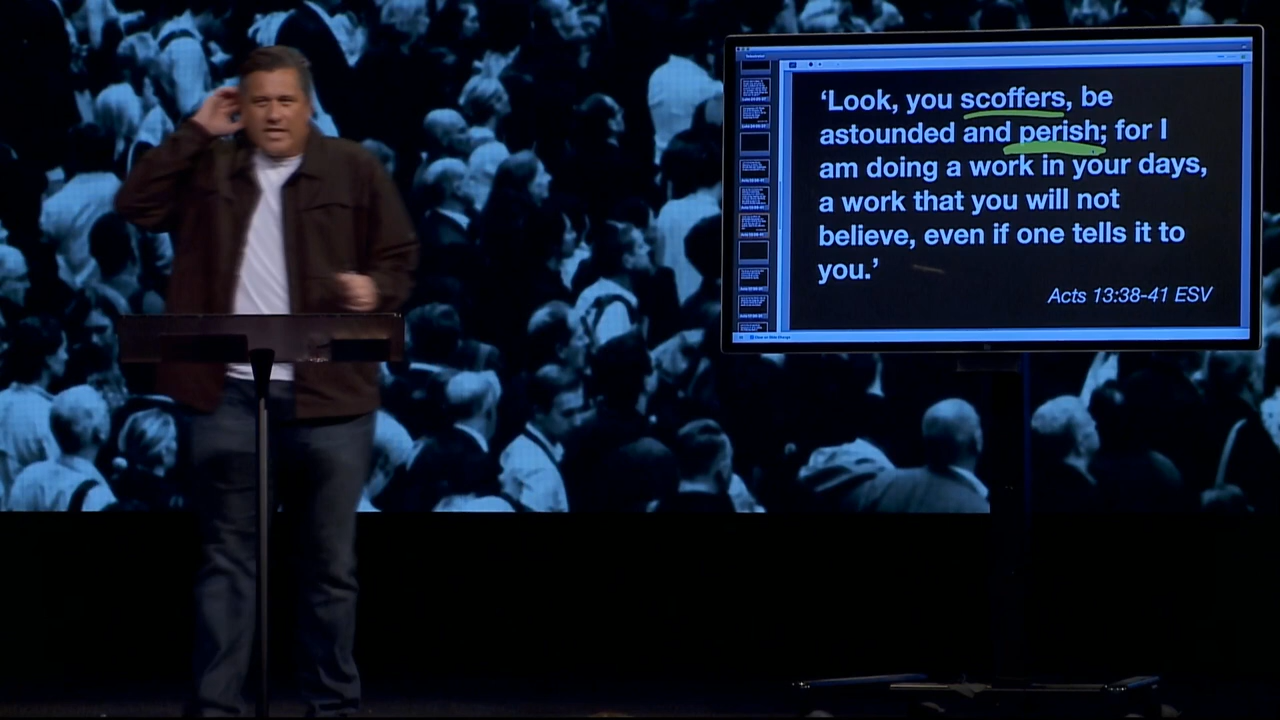 ‘Look, you scoffers, be
astounded and perish; for I
am doing a work in your days,
a work that you will not
believe, even if one tells it to
you.’
Acts 13:38-41 ESV